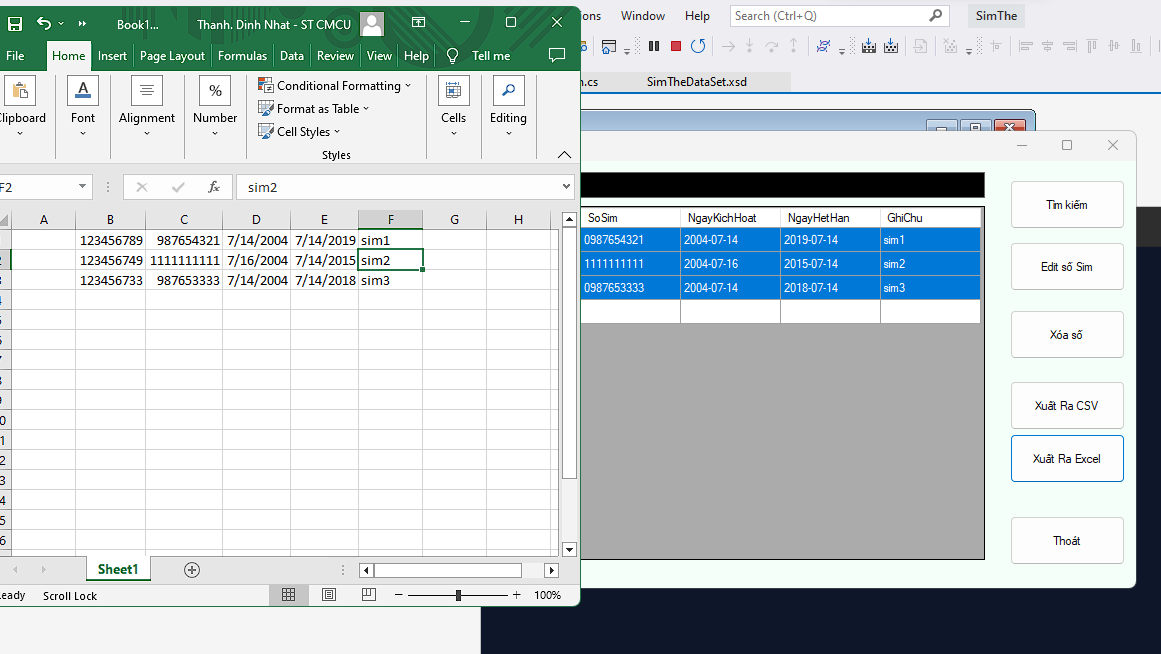 Book1... Thanh. Dinh Nhat - ST CMCU
File Home Insert Page Layout Formulas Data Review View Help Tell me
Clipboard Font Alignment Number
Conditional Formatting
Format as Table
Cell Styles
Styles
Cells Editing
F2 fx sim2
A B C D E F G H
123456789 987654321 7/14/2004 7/14/2019 sim1
2 123456749 1111111111 7/16/2004 7/14/2015 sim2
3 123456733 987653333 7/14/2004 7/14/2018 sim3
Sheet1
Ready Scroll Lock 100%
ons Window Help Search (Ctrl+Q) SimThe
n.cs SimTheDataSet.xsd
SoSim NgayKichHoat NgayHetHan GhiChu
0987654321 2004-07-14 2019-07-14 sim1
1111111111 2004-07-16 2015-07-14 sim2
0987653333 2004-07-14 2018-07-14 sim3
Tìm kiếm
Edit số Sim
Xóa số
Xuất Ra CSV
Xuất Ra Excel
Thoát